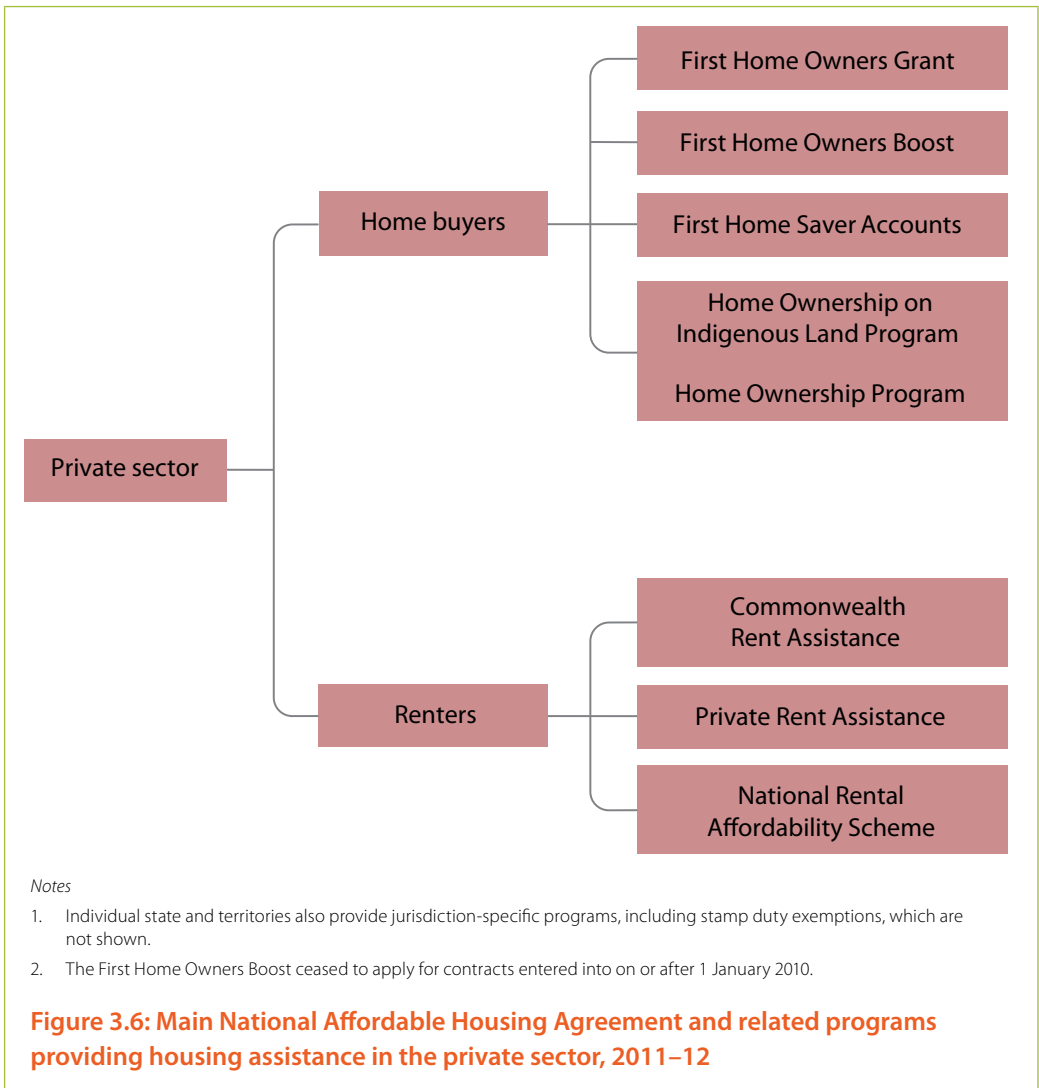 First Home Owners Grant
First Home Owners Boost
Home buyers
First Home Saver Accounts
Home Ownership on
Indigenous Land Program
Home Ownership Program
Private sector
Commonwealth
Rent Assistance
Renters
Private Rent Assistance
National Rental
Affordability Scheme
Notes
1. Individual state and territories also provide jurisdiction-specific programs, including stamp duty exemptions, which are
not shown.
2. The First Home Owners Boost ceased to apply for contracts entered into on or after 1 January 2010.
Figure 3.6: Main National Affordable Housing Agreement and related programs
providing housing assistance in the private sector, 2011–12